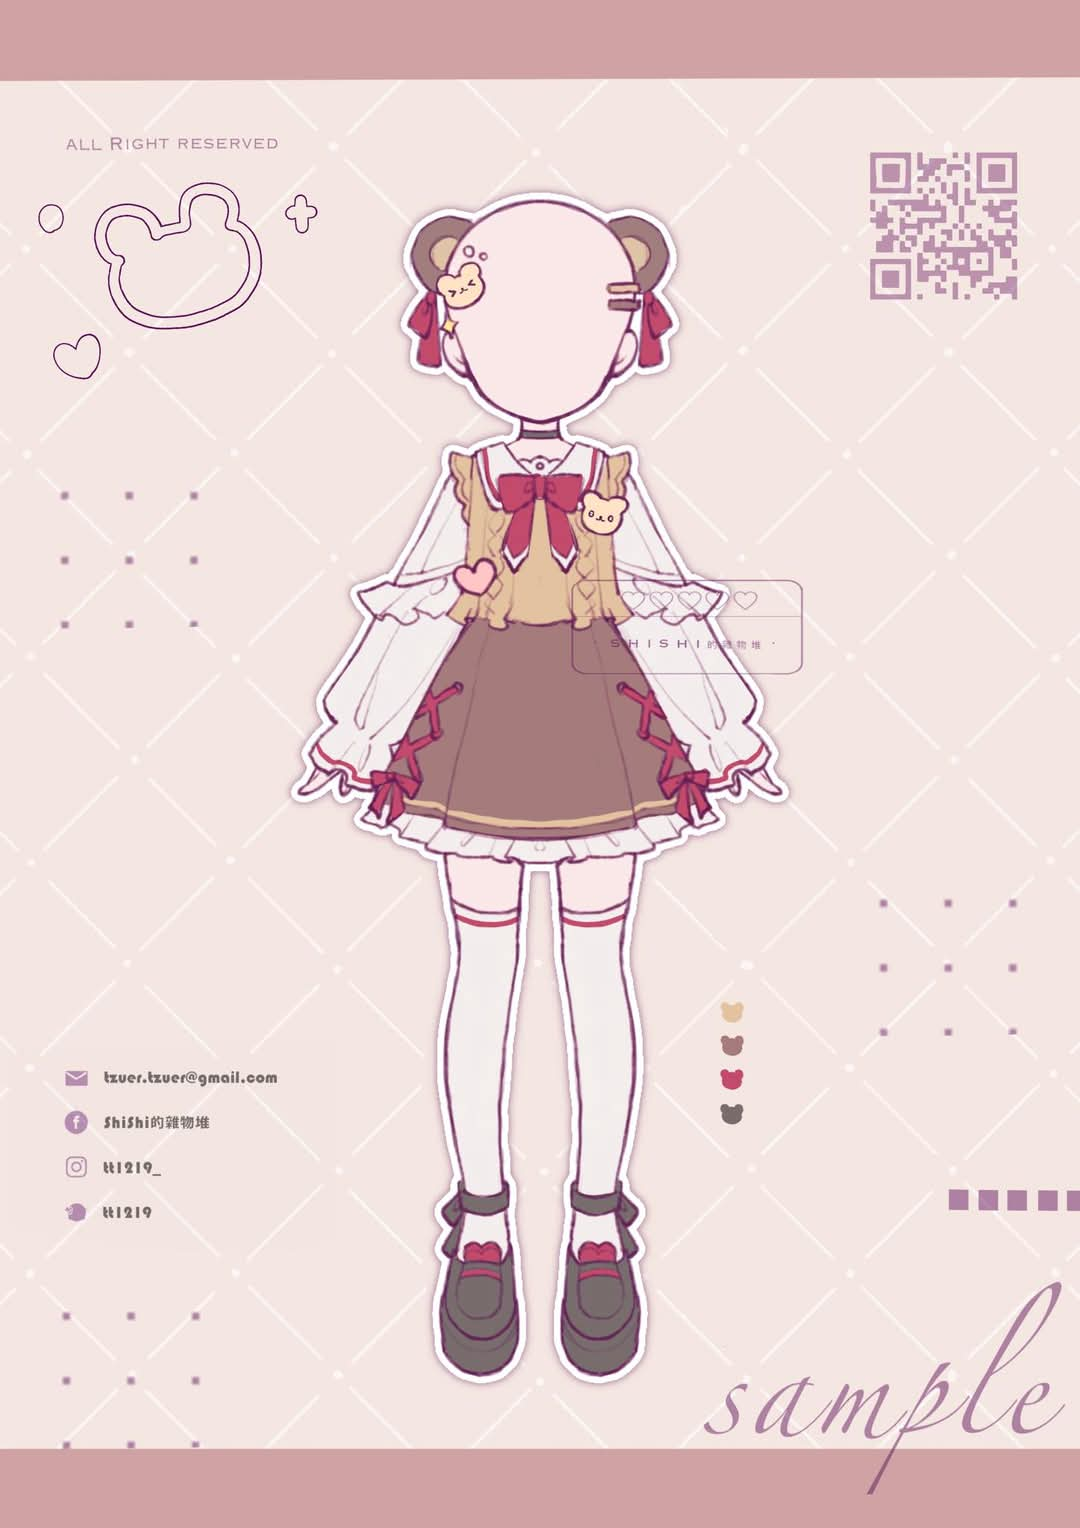 ALL RIGHT RESERVED
SHISHI的雜物堆
tzuer.tzuer@gmail.com
ShiShi的雜物堆
tt1219_
tt1219
sample